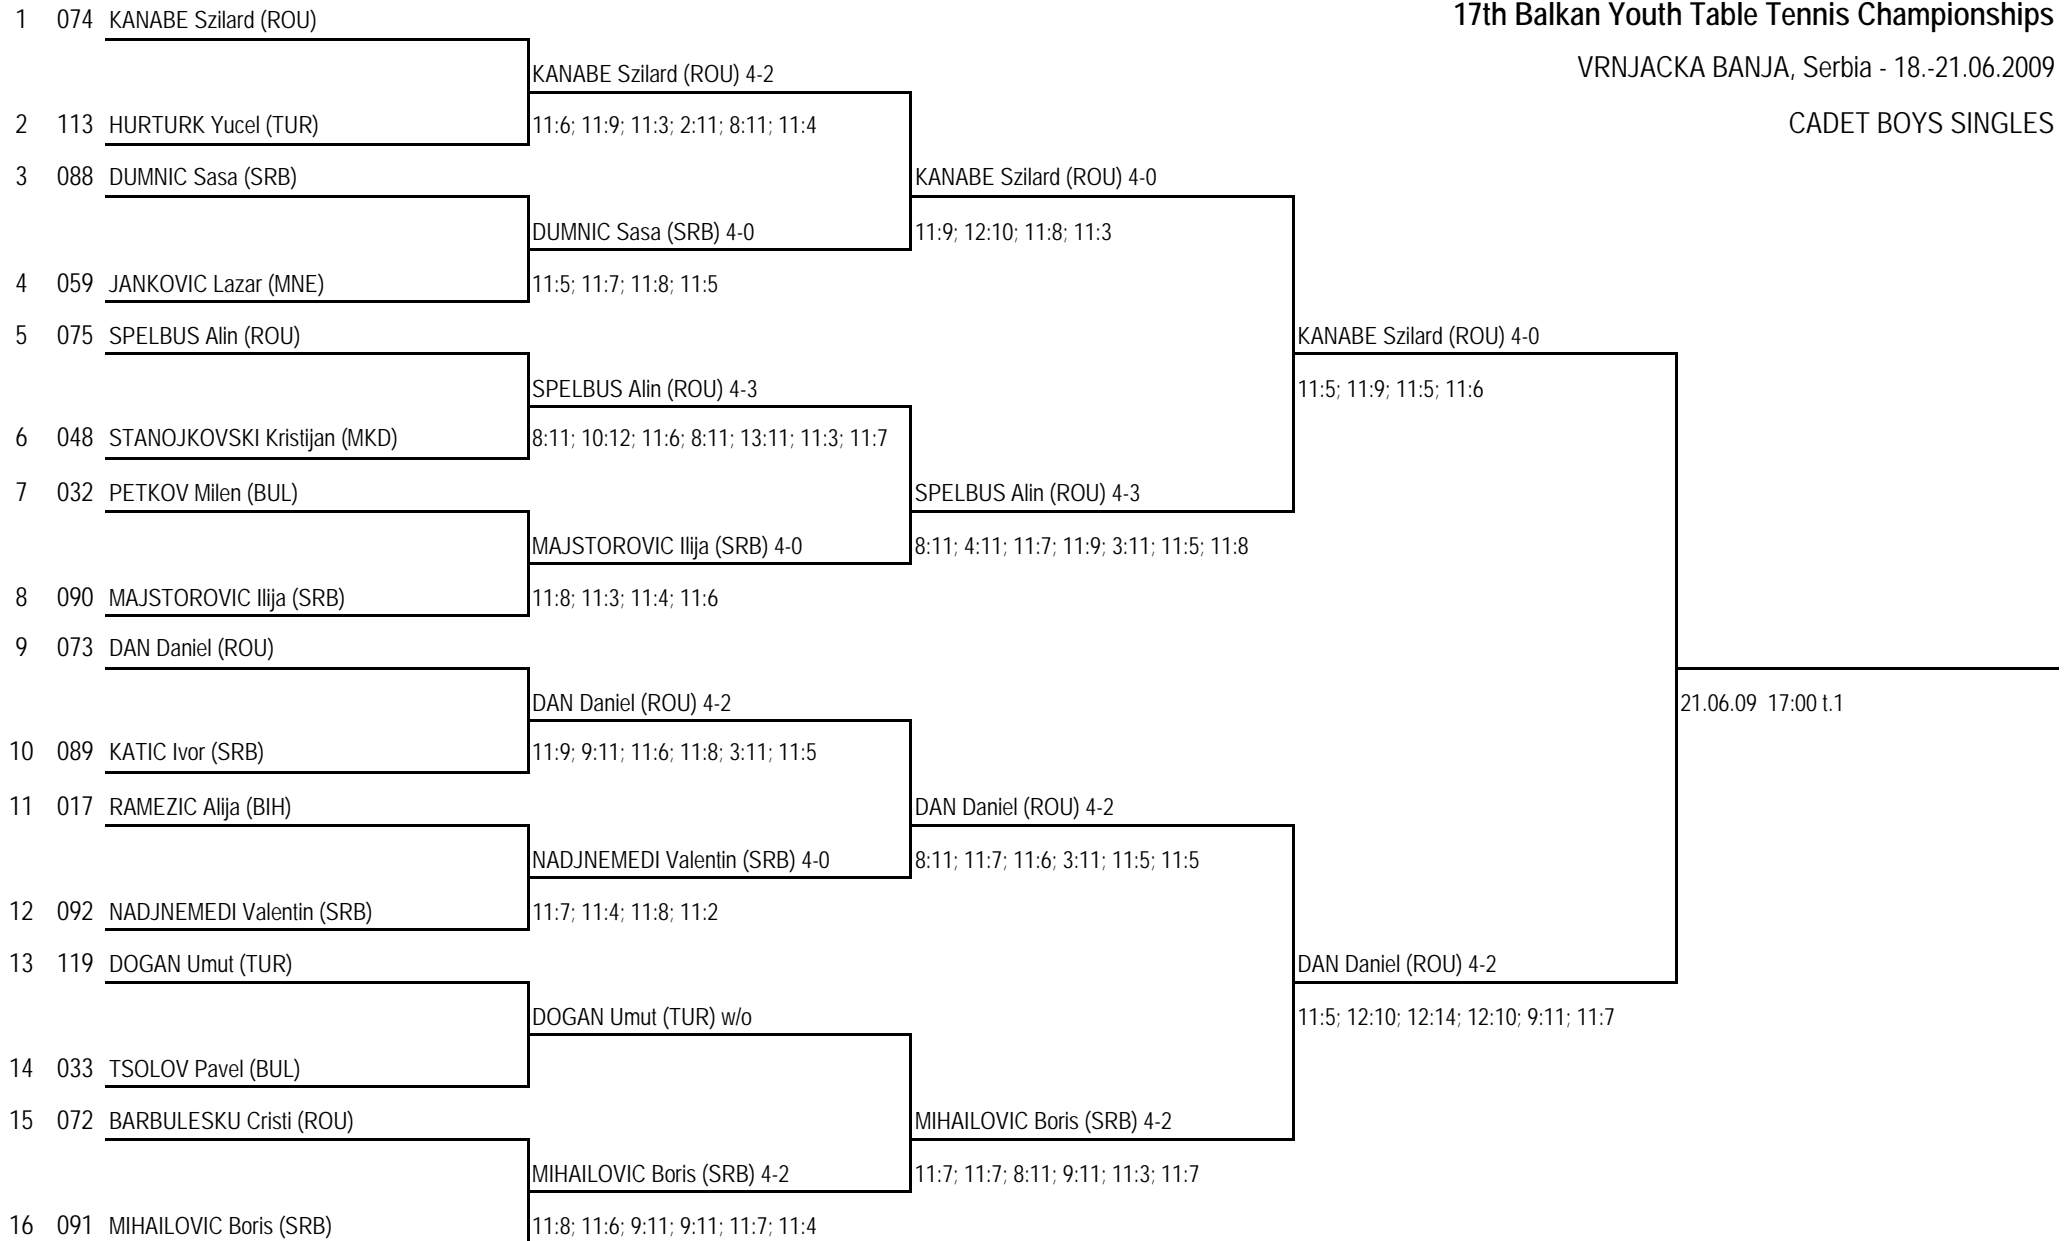 17th Balkan Youth Table Tennis Championships
VRNJACKA BANJA, Serbia - 18.-21.06.2009
CADET BOYS SINGLES
1 074 KANABE Szilard (ROU)
KANABE Szilard (ROU) 4-2
2 113 HURTURK Yucel (TUR) 11:6; 11:9; 11:3; 2:11; 8:11; 11:4
3 088 DUMNIC Sasa (SRB) KANABE Szilard (ROU) 4-0
DUMNIC Sasa (SRB) 4-0 11:9; 12:10; 11:8; 11:3
4 059 JANKOVIC Lazar (MNE) 11:5; 11:7; 11:8; 11:5
5 075 SPELBUS Alin (ROU) KANABE Szilard (ROU) 4-0
SPELBUS Alin (ROU) 4-3 11:5; 11:9; 11:5; 11:6
6 048 STANOJKOVSKI Kristijan (MKD) 8:11; 10:12; 11:6; 8:11; 13:11; 11:3; 11:7
7 032 PETKOV Milen (BUL) SPELBUS Alin (ROU) 4-3
MAJSTOROVIC Ilija (SRB) 4-0 8:11; 4:11; 11:7; 11:9; 3:11; 11:5; 11:8
8 090 MAJSTOROVIC Ilija (SRB) 11:8; 11:3; 11:4; 11:6
9 073 DAN Daniel (ROU)
DAN Daniel (ROU) 4-2 21.06.09 17:00 t.1
10 089 KATIC Ivor (SRB) 11:9; 9:11; 11:6; 11:8; 3:11; 11:5
11 017 RAMEZIC Alija (BIH) DAN Daniel (ROU) 4-2
NADJNEMEDI Valentin (SRB) 4-0 8:11; 11:7; 11:6; 3:11; 11:5; 11:5
12 092 NADJNEMEDI Valentin (SRB) 11:7; 11:4; 11:8; 11:2
13 119 DOGAN Umut (TUR) DAN Daniel (ROU) 4-2
DOGAN Umut (TUR) w/o 11:5; 12:10; 12:14; 12:10; 9:11; 11:7
14 033 TSOLOV Pavel (BUL)
15 072 BARBULESKU Cristi (ROU) MIHAILOVIC Boris (SRB) 4-2
MIHAILOVIC Boris (SRB) 4-2 11:7; 11:7; 8:11; 9:11; 11:3; 11:7
16 091 MIHAILOVIC Boris (SRB) 11:8; 11:6; 9:11; 9:11; 11:7; 11:4